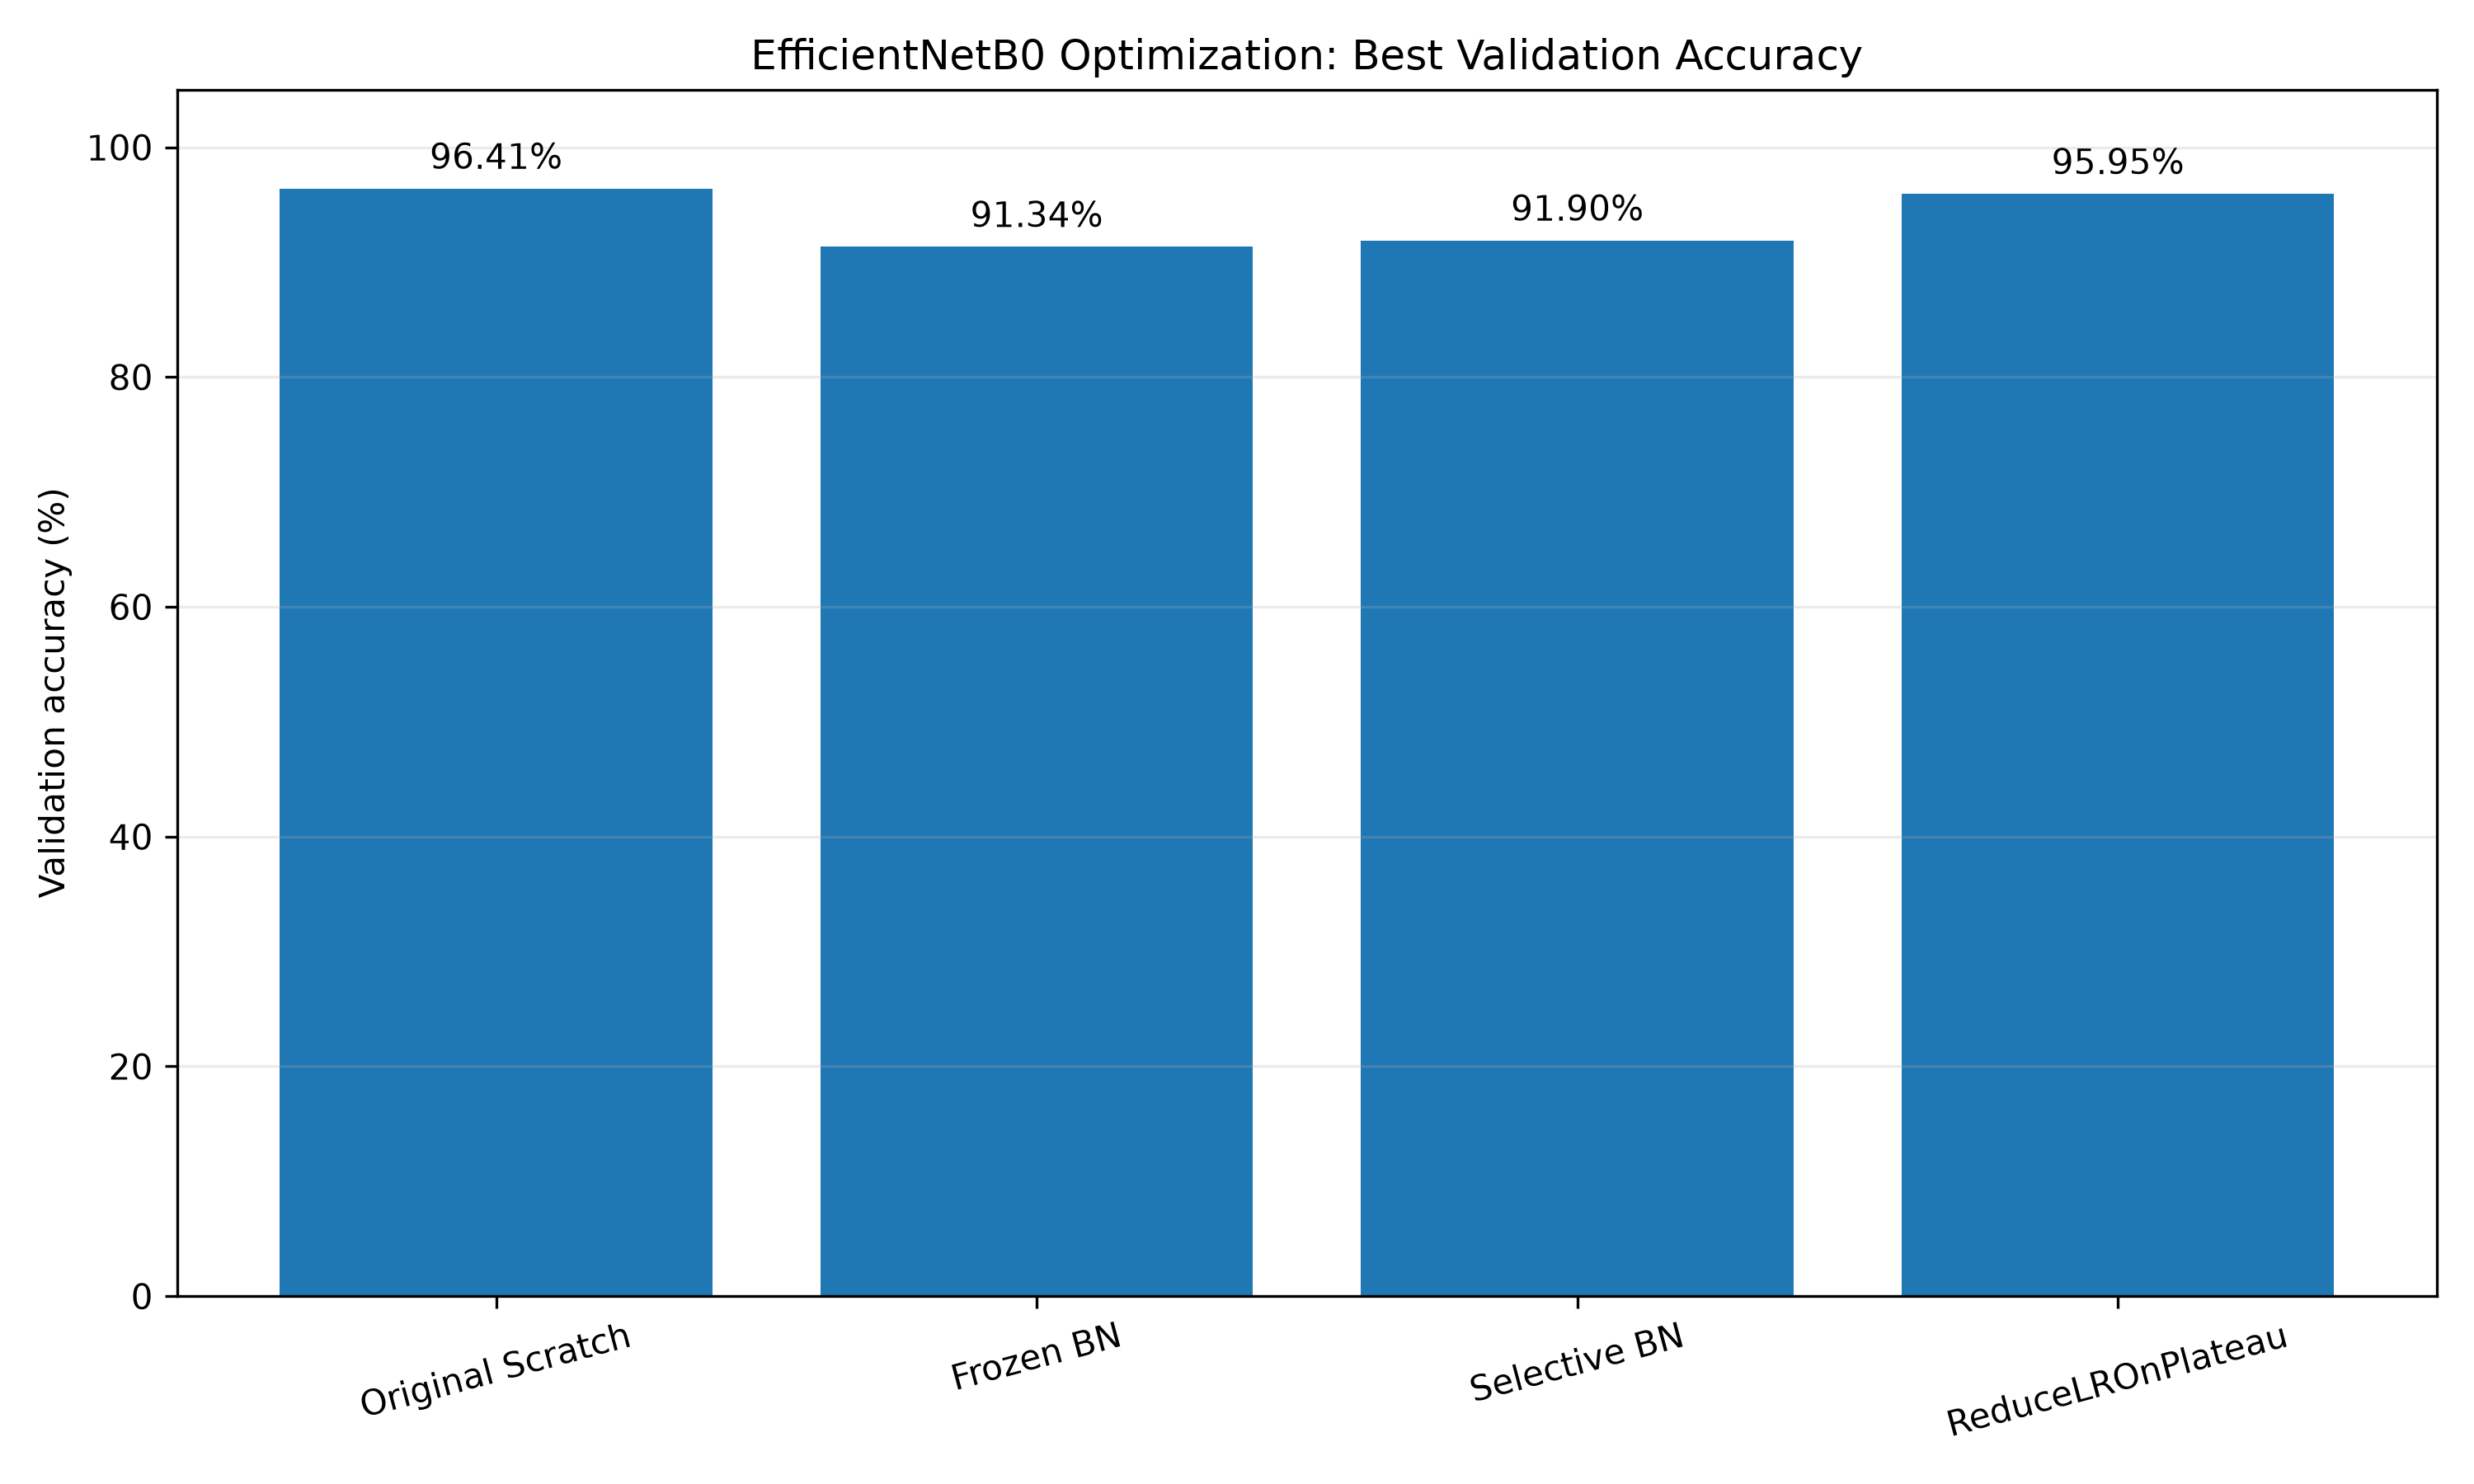 EfficientNetB0 Optimization: Best Validation Accuracy
Validation accuracy (%)
100
80
60
40
20
0
96.41%
91.34%
91.90%
95.95%
Original Scratch
Frozen BN
Selective BN
ReduceLROnPlateau